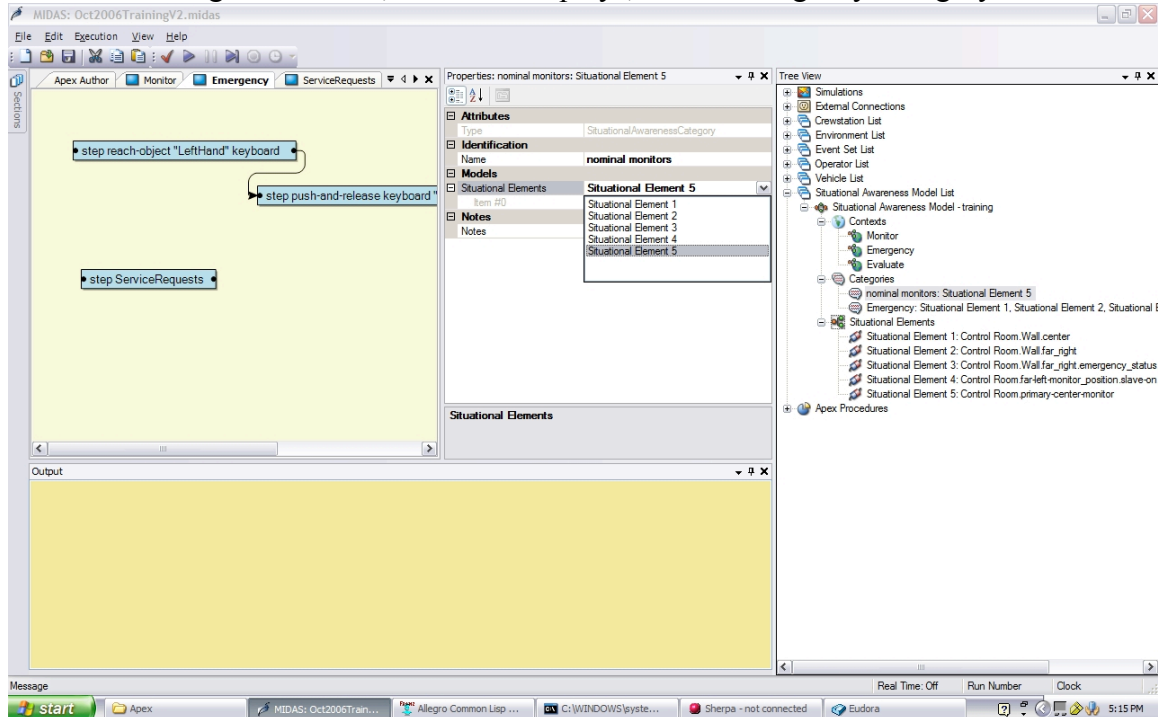 MIDAS: Oct2006TrainingV2.midas
File Edit Execution View Help
Sections
Apex Author Monitor Emergency ServiceRequests
step reach-object "LeftHand" keyboard
step push-and-release keyboard "
step ServiceRequests
Properties: nominal monitors: Situational Element 5
Attributes
Type SituationalAwarenessCategory
Identification
Name nominal monitors
Models
Situational Elements Situational Element 5
Item #0
Situational Element 1
Situational Element 2
Situational Element 3
Situational Element 4
Situational Element 5
Notes
Notes
Situational Elements
Tree View
Simulations
External Connections
Crewstation List
Environment List
Event Set List
Operator List
Vehicle List
Situational Awareness Model List
Situational Awareness Model - training
Contexts
Monitor
Emergency
Evaluate
Categories
nominal monitors: Situational Element 5
Emergency: Situational Element 1, Situational Element 2, Situational E
Situational Elements
Situational Element 1: Control Room.Wall.center
Situational Element 2: Control Room.Wall.far_right
Situational Element 3: Control Room.Wall.far_right.emergency_status
Situational Element 4: Control Room.far-left-monitor_position.slave-on
Situational Element 5: Control Room.primary-center-monitor
Apex Procedures
Output
Message Real Time: Off Run Number Clock
start Apex MIDAS: Oct2006Train... Allegro Common Lisp ... C:\WINDOWS\syste... Sherpa - not connected Eudora 5:15 PM